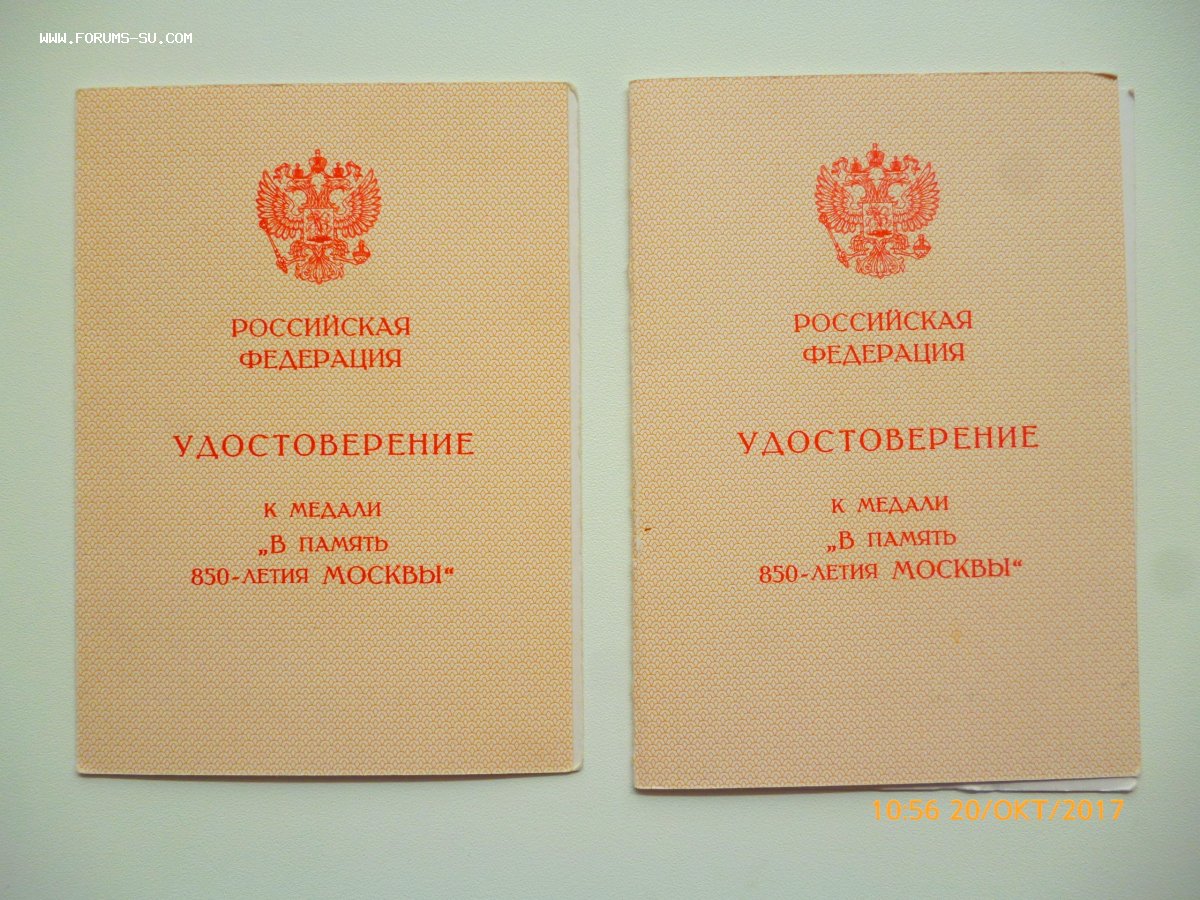 WWW.FORUMS-SU.COM
РОССИЙСКАЯ
ФЕДЕРАЦИЯ
УДОСТОВЕРЕНИЕ
К МЕДАЛИ
„В ПАМЯТЬ
850-ЛЕТИЯ МОСКВЫ“
РОССИЙСКАЯ
ФЕДЕРАЦИЯ
УДОСТОВЕРЕНИЕ
К МЕДАЛИ
„В ПАМЯТЬ
850-ЛЕТИЯ МОСКВЫ“
10:56 20/ОКТ/2017